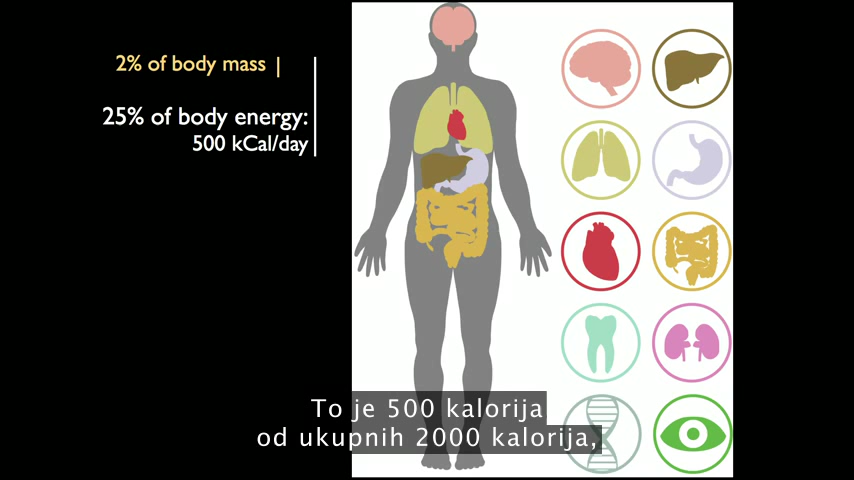 2% of body mass
25% of body energy:
500 kCal/day
To je 500 kalorija
od ukupnih 2000 kalorija,